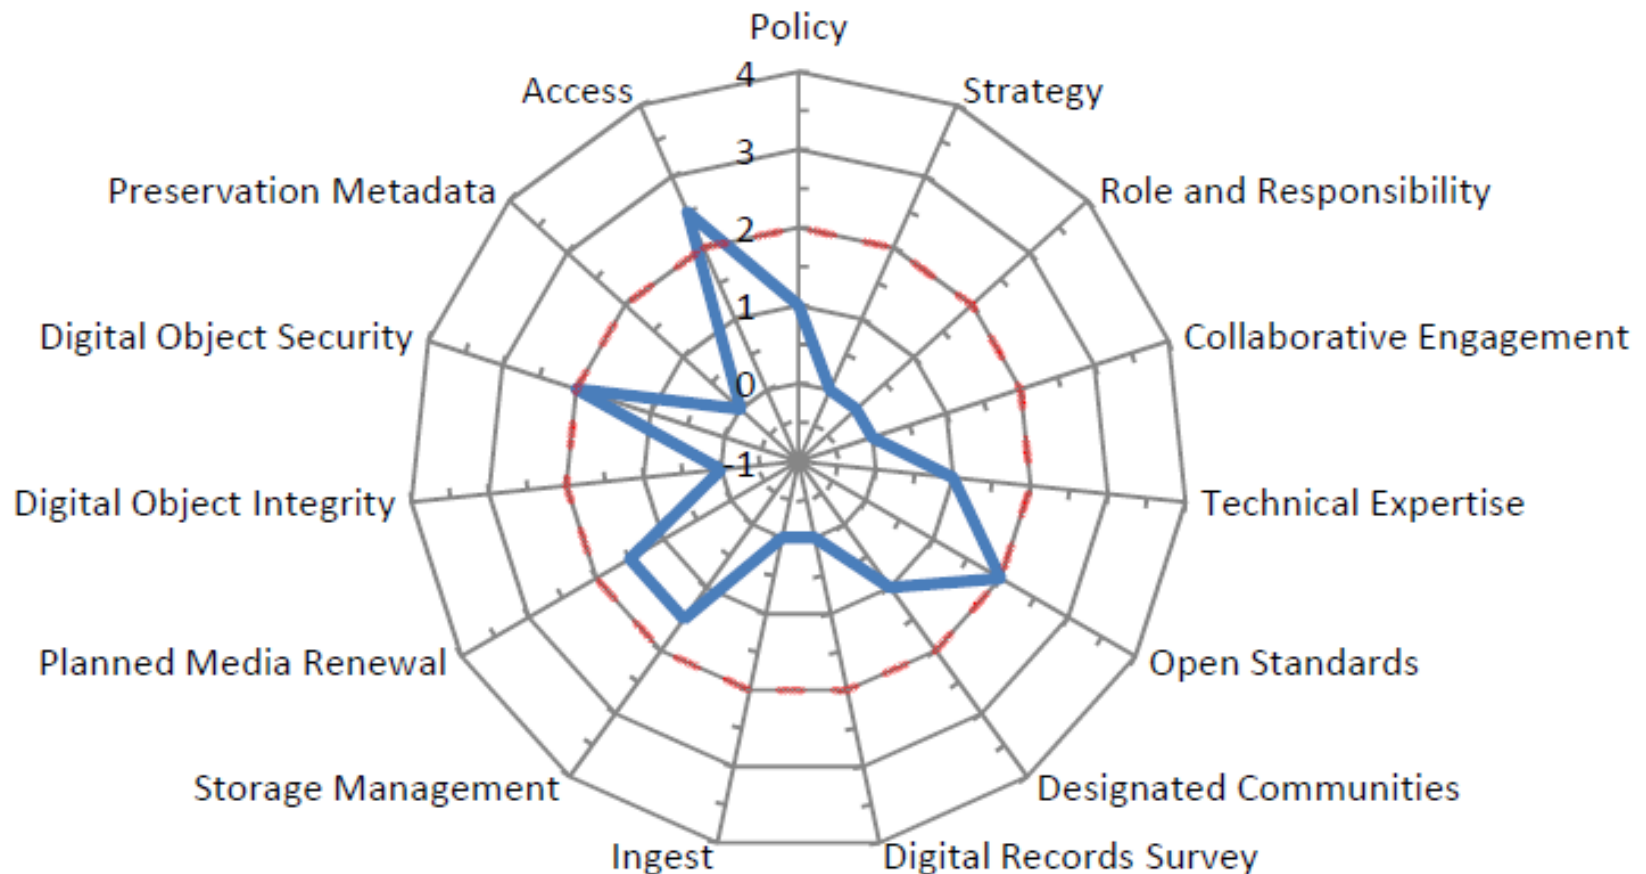 Policy
4
Access
Strategy
3
Preservation Metadata
Role and Responsibility
2
1
Digital Object Security
Collaborative Engagement
0
-1
Digital Object Integrity
Technical Expertise
Planned Media Renewal
Open Standards
Storage Management
Designated Communities
Ingest
Digital Records Survey